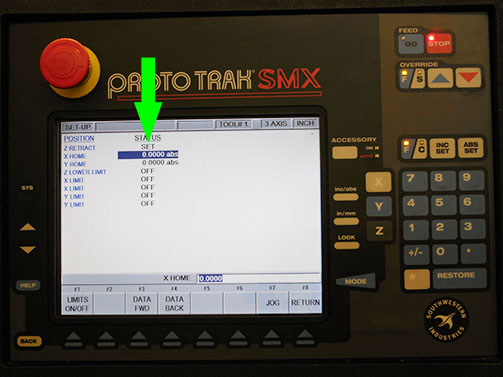 PROTO TRAK SMX
FEED
GO
STOP
OVERRIDE
F
S
SET-UP
TOOL# 1
3 AXIS
INCH
POSITION STATUS
Z RETRACT SET
X HOME 0.0000 abs
Y HOME 0.0000 abs
Z LOWER LIMIT OFF
X LIMIT OFF
X LIMIT OFF
Y LIMIT OFF
Y LIMIT OFF
X HOME 0.0000
F1 F2 F3 F4 F5 F6 F7 F8
LIMITS ON/OFF
DATA FWD
DATA BACK
JOG
RETURN
SYS
HELP
BACK
ACCESSORY
ON
AUTO
F
C
INC SET
ABS SET
inc/abs
in/mm
LOOK
MODE
X
Y
Z
7 8 9
4 5 6
1 2 3
+/- 0 .
* RESTORE
SOUTHWESTERN
INDUSTRIES